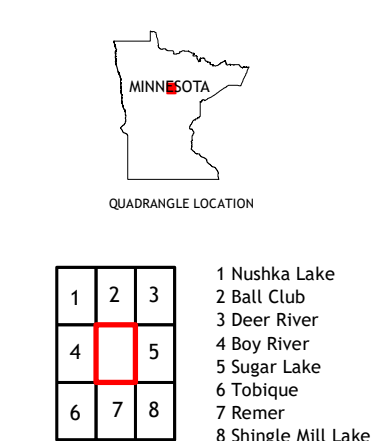 MINNESOTA
QUADRANGLE LOCATION
1 2 3
4 5
6 7 8
1 Nushka Lake
2 Ball Club
3 Deer River
4 Boy River
5 Sugar Lake
6 Tobique
7 Remer
8 Shingle Mill Lake